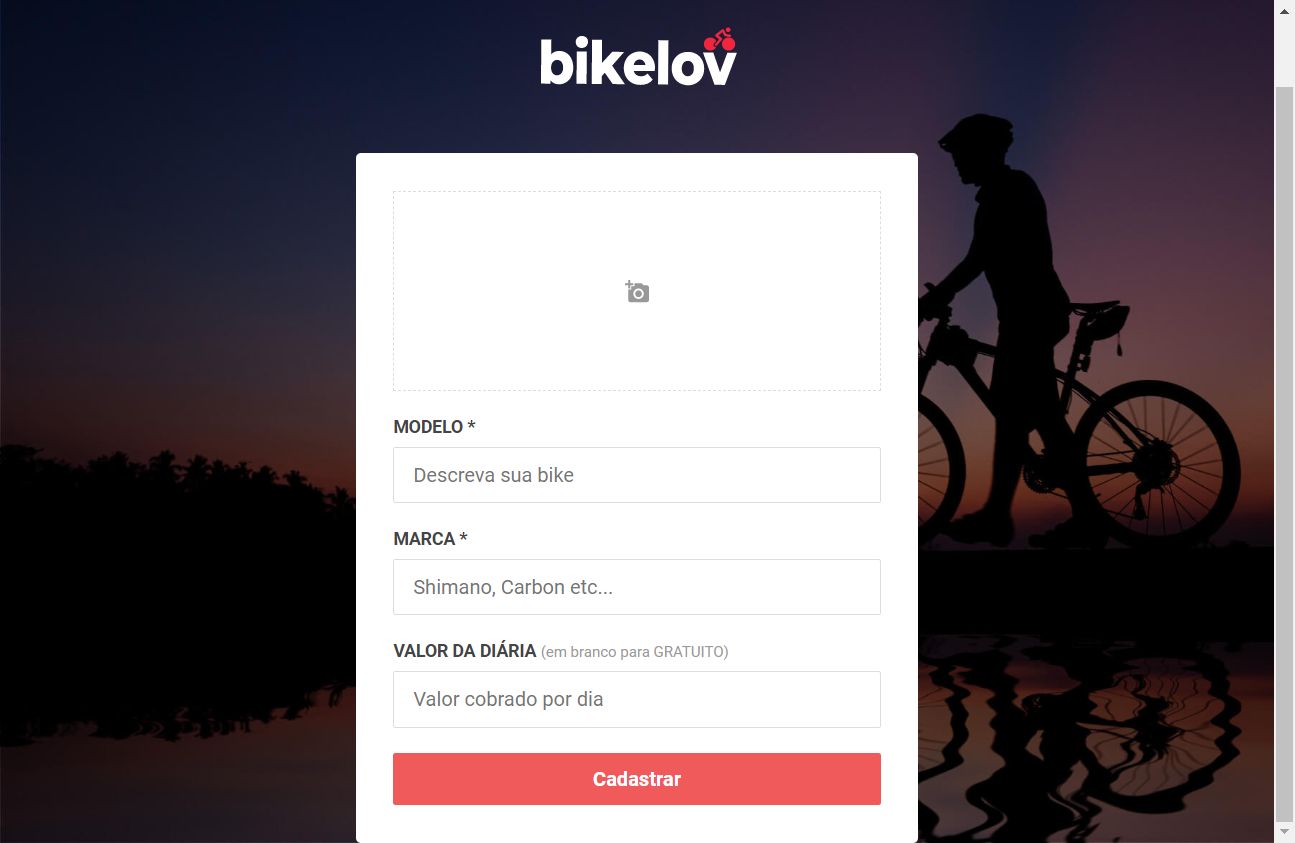 bikelov
MODELO *
Descreva sua bike
MARCA *
Shimano, Carbon etc...
VALOR DA DIÁRIA (em branco para GRATUITO)
Valor cobrado por dia
Cadastrar